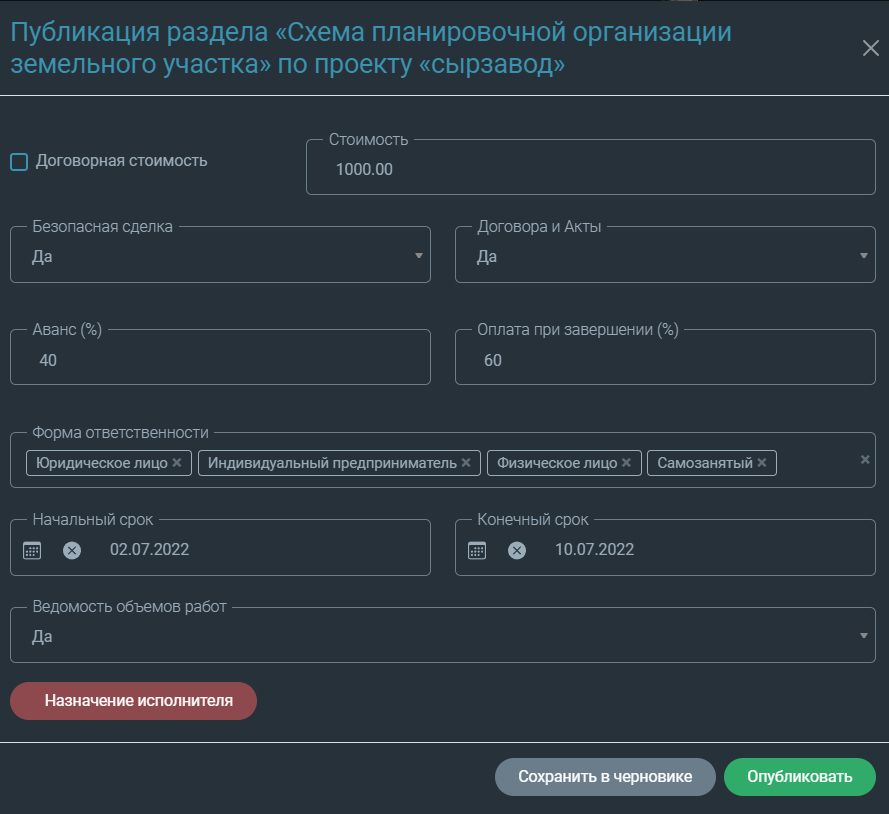 Публикация раздела «Схема планировочной организации
земельного участка» по проекту «сырзавод»
Договорная стоимость
Стоимость
1000.00
Безопасная сделка
Да
Договора и Акты
Да
Аванс (%)
40
Оплата при завершении (%)
60
Форма ответственности
Юридическое лицо × Индивидуальный предприниматель × Физическое лицо × Самозанятый ×
Начальный срок
02.07.2022
Конечный срок
10.07.2022
Ведомость объемов работ
Да
Назначение исполнителя
Сохранить в черновике
Опубликовать